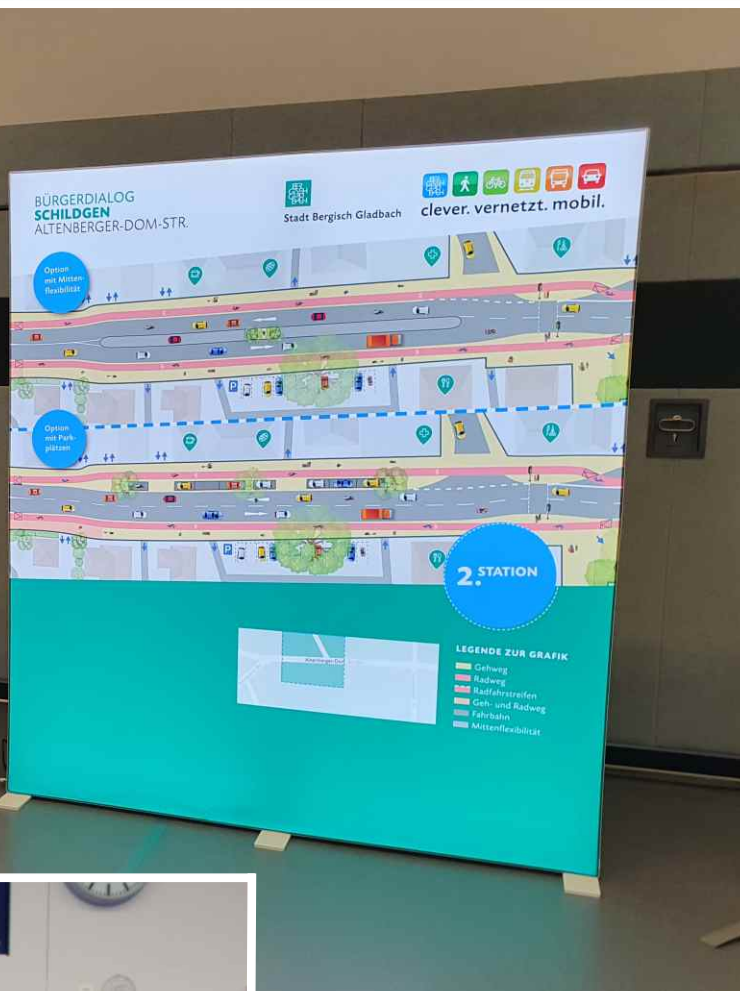 BÜRGERDIALOG
SCHILDGEN
ALTENBERGER-DOM-STR.
Stadt Bergisch Gladbach
clever. vernetzt. mobil.
Option
mit Mitten-
flexibilität
P
Option
mit Park-
plätzen
P
2. STATION
LEGENDE ZUR GRAFIK
Gehweg
Radweg
Radfahrstreifen
Geh- und Radweg
Fahrbahn
Mittenflexibilität